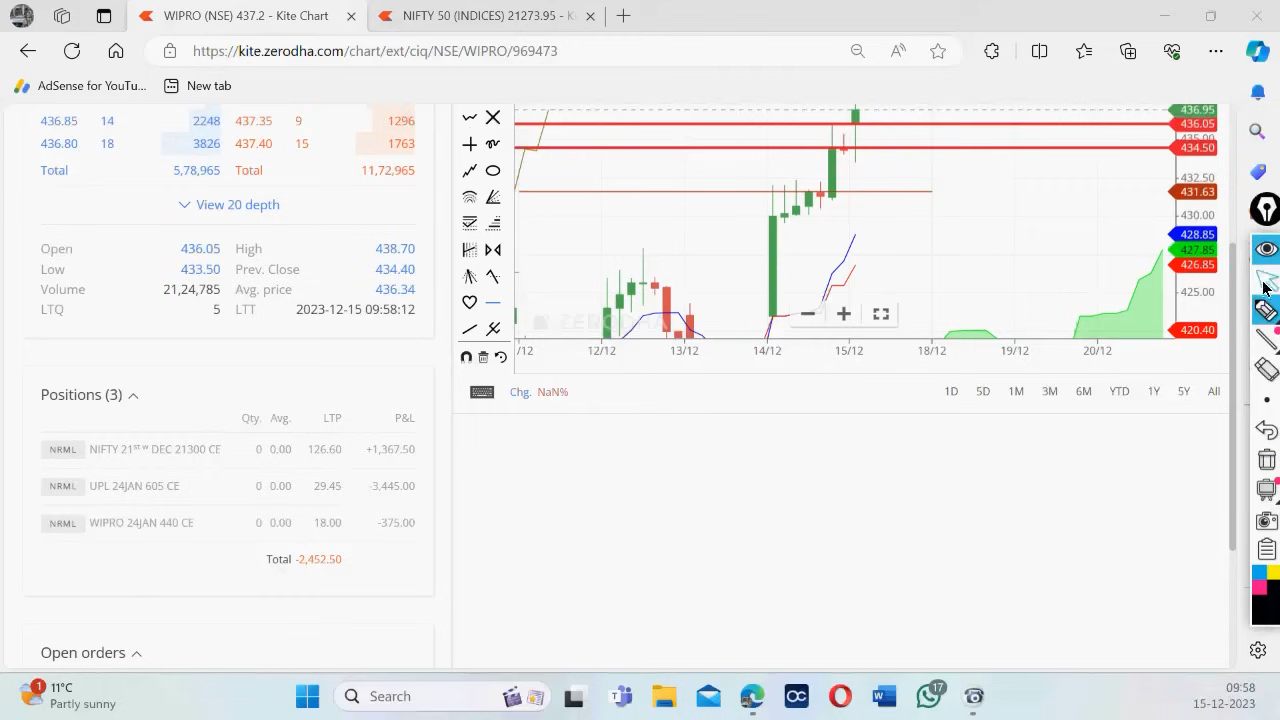 WIPRO (NSE) 437.2 - Kite Chart
NIFTY 50 (INDICES) 21273.95 - K
https://kite.zerodha.com/chart/ext/ciq/NSE/WIPRO/969473
AdSense for YouTu...
New tab
436.85 14 2248 437.35 9 1296
436.80 18 3826 437.40 15 1763
Total 5,78,965 Total 11,72,965
View 20 depth
Open 436.05 High 438.70
Low 433.50 Prev. Close 434.40
Volume 21,24,785 Avg. price 436.34
LTQ 5 LTT 2023-12-15 09:58:12
Positions (3)
Qty. Avg. LTP P&L
NRML NIFTY 21ˢᵗ ʷ DEC 21300 CE 0 0.00 126.60 +1,367.50
NRML UPL 24JAN 605 CE 0 0.00 29.45 -3,445.00
NRML WIPRO 24JAN 440 CE 0 0.00 18.00 -375.00
Total -2,452.50
Open orders
436.95
436.05
435.00
434.50
432.50
431.63
430.00
428.85
427.85
426.85
425.00
420.40
ZERODHA
/12 12/12 13/12 14/12 15/12 18/12 19/12 20/12
Chg. NaN%
1D 5D 1M 3M 6M YTD 1Y 5Y All
1
11°C
Partly sunny
Search
17
09:58
15-12-2023